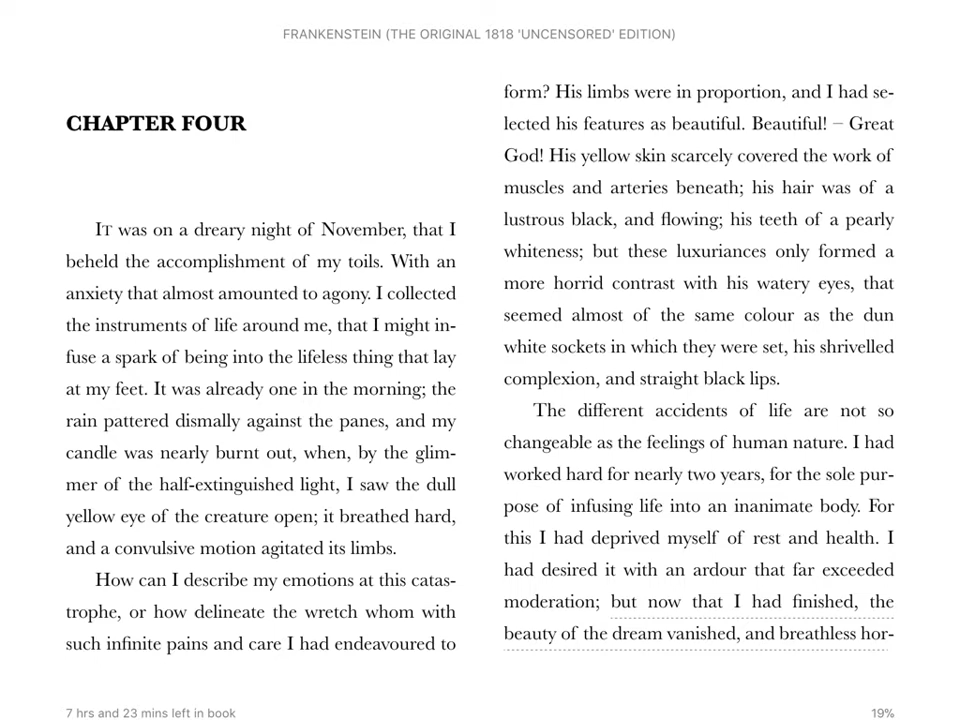 FRANKENSTEIN (THE ORIGINAL 1818 'UNCENSORED' EDITION)
CHAPTER FOUR
IT was on a dreary night of November, that I
beheld the accomplishment of my toils. With an
anxiety that almost amounted to agony. I collected
the instruments of life around me, that I might in-
fuse a spark of being into the lifeless thing that lay
at my feet. It was already one in the morning; the
rain pattered dismally against the panes, and my
candle was nearly burnt out, when, by the glim-
mer of the half-extinguished light, I saw the dull
yellow eye of the creature open; it breathed hard,
and a convulsive motion agitated its limbs.
How can I describe my emotions at this catas-
trophe, or how delineate the wretch whom with
such infinite pains and care I had endeavoured to
form? His limbs were in proportion, and I had se-
lected his features as beautiful. Beautiful! – Great
God! His yellow skin scarcely covered the work of
muscles and arteries beneath; his hair was of a
lustrous black, and flowing; his teeth of a pearly
whiteness; but these luxuriances only formed a
more horrid contrast with his watery eyes, that
seemed almost of the same colour as the dun
white sockets in which they were set, his shrivelled
complexion, and straight black lips.
The different accidents of life are not so
changeable as the feelings of human nature. I had
worked hard for nearly two years, for the sole pur-
pose of infusing life into an inanimate body. For
this I had deprived myself of rest and health. I
had desired it with an ardour that far exceeded
moderation; but now that I had finished, the
beauty of the dream vanished, and breathless hor-
7 hrs and 23 mins left in book
19%